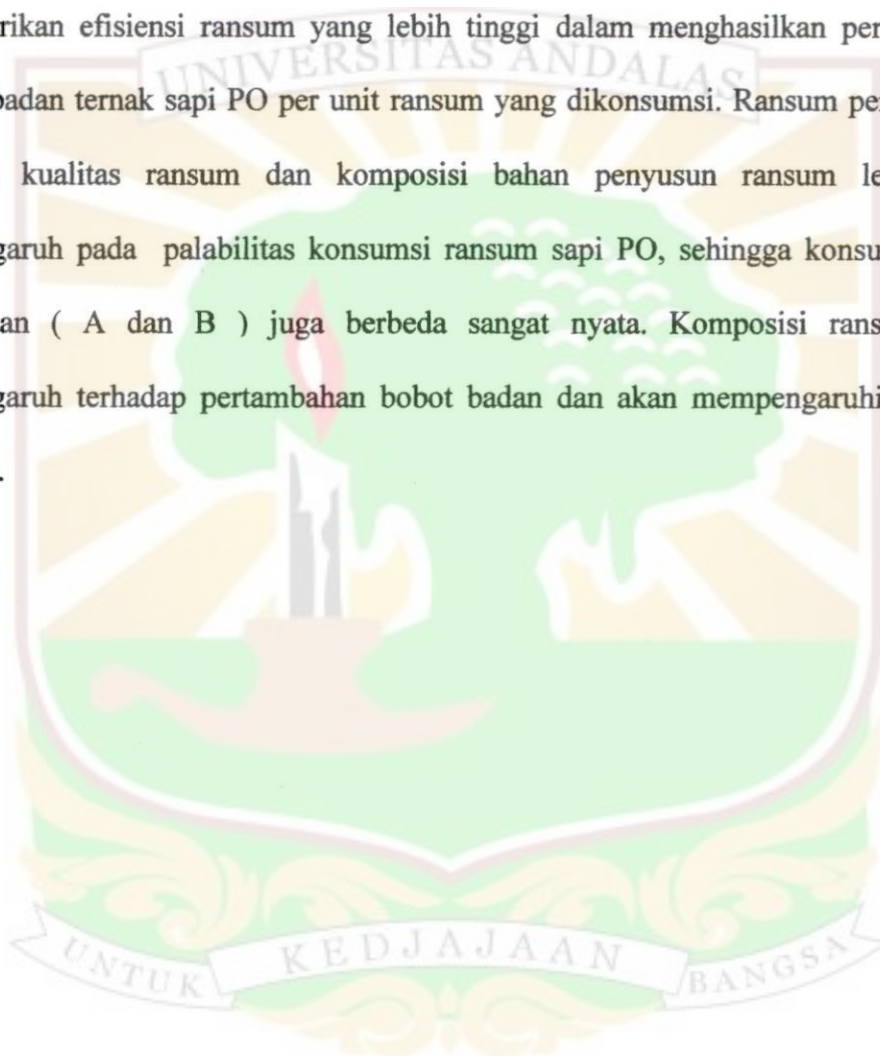 rikan efisiensi ransum yang lebih tinggi dalam menghasilkan per
UNIVERSITAS ANDALAS
badan ternak sapi PO per unit ransum yang dikonsumsi. Ransum pe
kualitas ransum dan komposisi bahan penyusun ransum le
garuh pada palabilitas konsumsi ransum sapi PO, sehingga konsu
an ( A dan B ) juga berbeda sangat nyata. Komposisi rans
garuh terhadap pertambahan bobot badan dan akan mempengaruhi
.
UNTUK KEDJAJAAN BANGSA